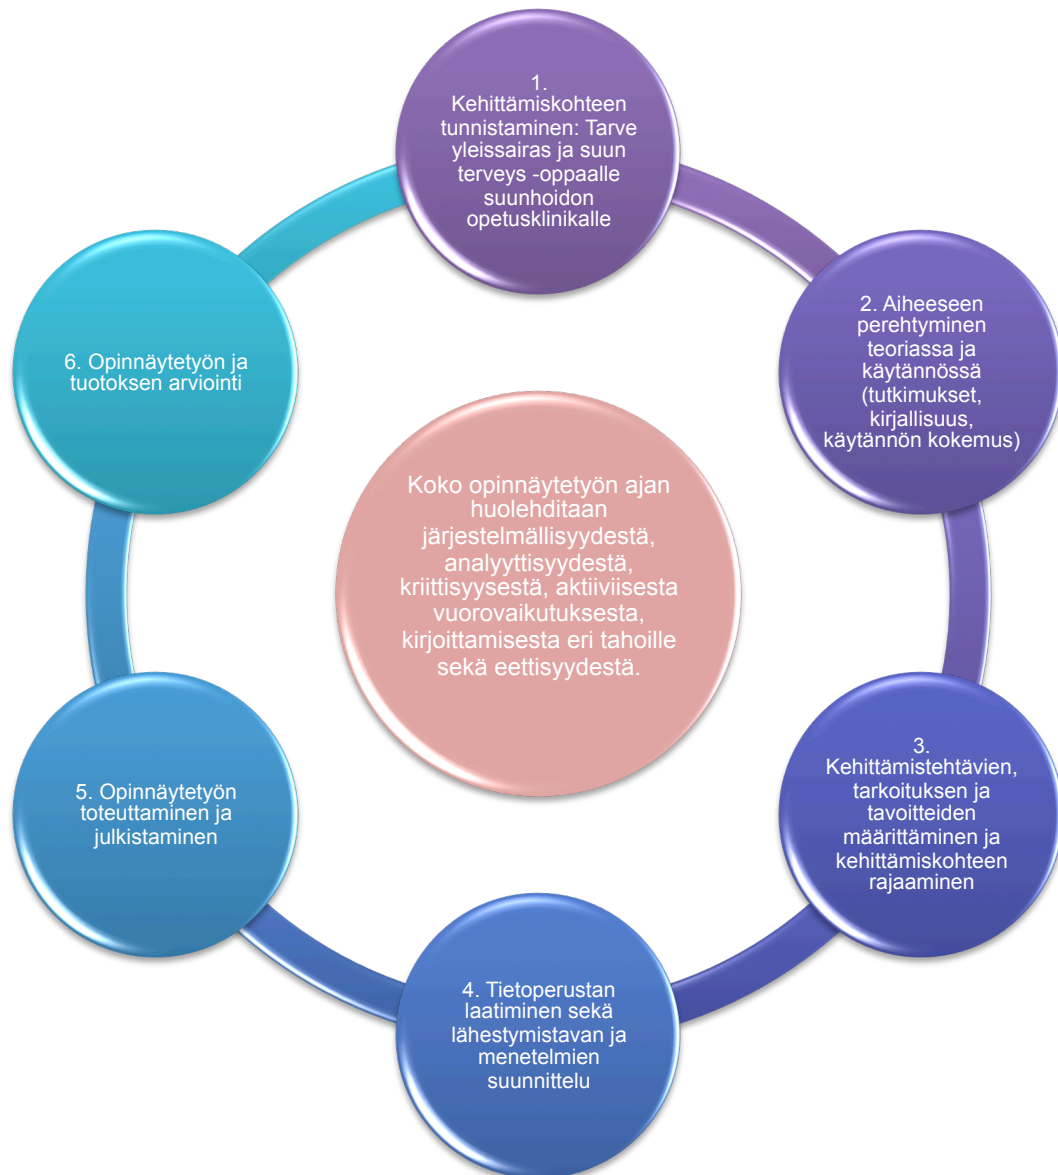 1.
Kehittämiskohteen
tunnistaminen: Tarve
yleissairas ja suun
terveys -oppaalle
suunhoidon
opetusklinikalle
2. Aiheeseen
perehtyminen
teoriassa ja
käytännössä
(tutkimukset,
kirjallisuus,
käytännön kokemus)
3.
Kehittämistehtävien,
tarkoituksen ja
tavoitteiden
määrittäminen ja
kehittämiskohteen
rajaaminen
4. Tietoperustan
laatiminen sekä
lähestymistavan ja
menetelmien
suunnittelu
5. Opinnäytetyön
toteuttaminen ja
julkistaminen
6. Opinnäytetyön ja
tuotoksen arviointi
Koko opinnäytetyön ajan
huolehditaan
järjestelmällisyydestä,
analyyttisyydestä,
kriittisyysestä, aktiiviisesta
vuorovaikutuksesta,
kirjoittamisesta eri tahoille
sekä eettisyydestä.